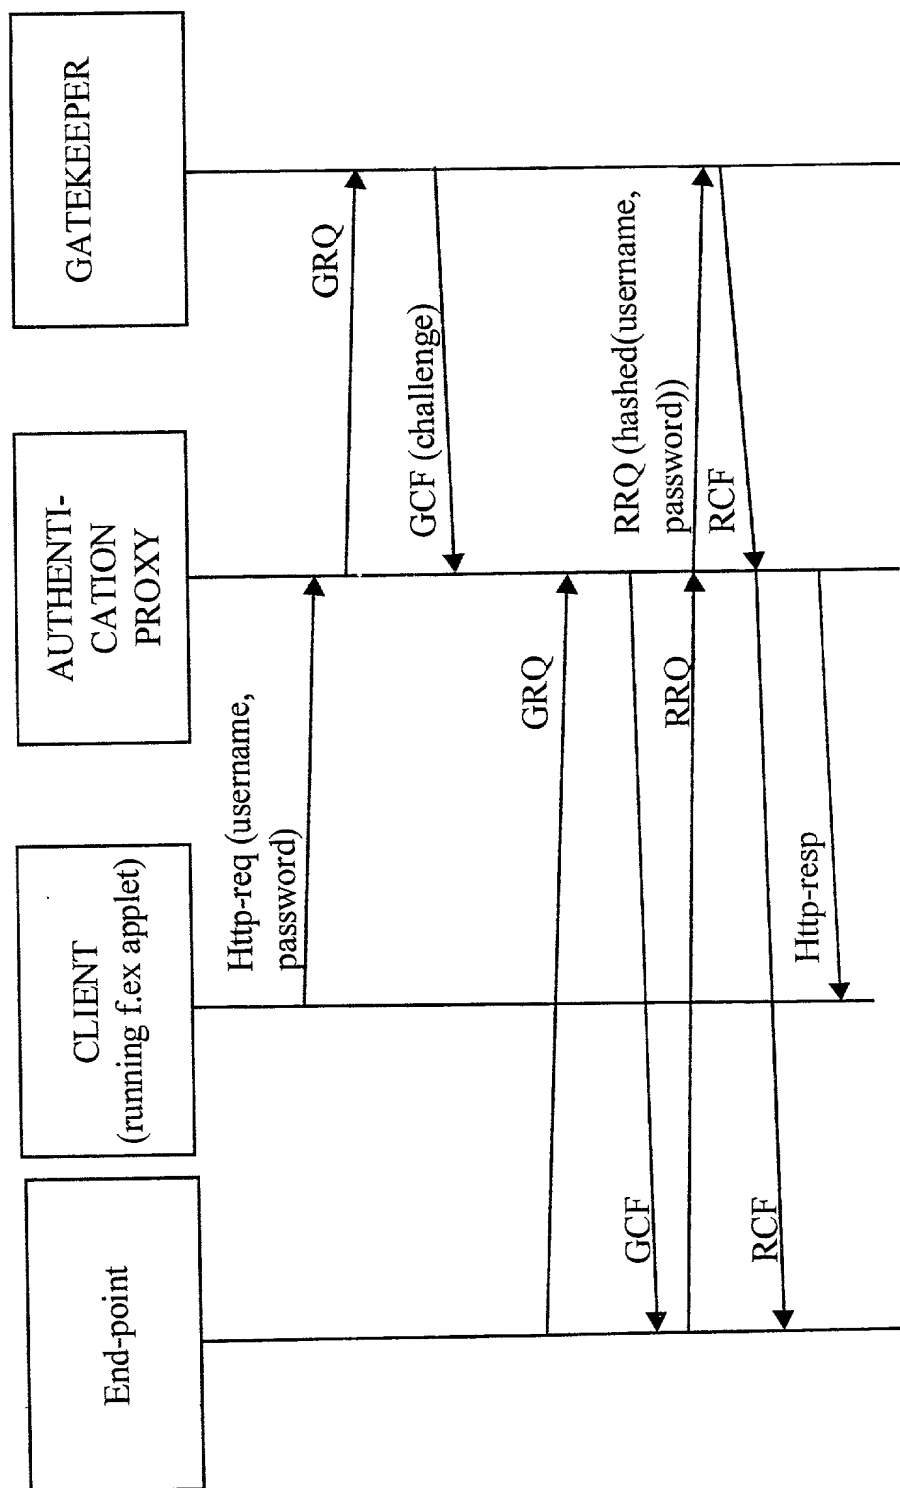 End-point
CLIENT
(running f.ex applet)
AUTHENTI-
CATION
PROXY
GATEKEEPER
Http-req (username,
password)
GRQ
GCF (challenge)
GRQ
GCF
RRQ
RRQ (hashed(username,
password))
RCF
RCF
Http-resp